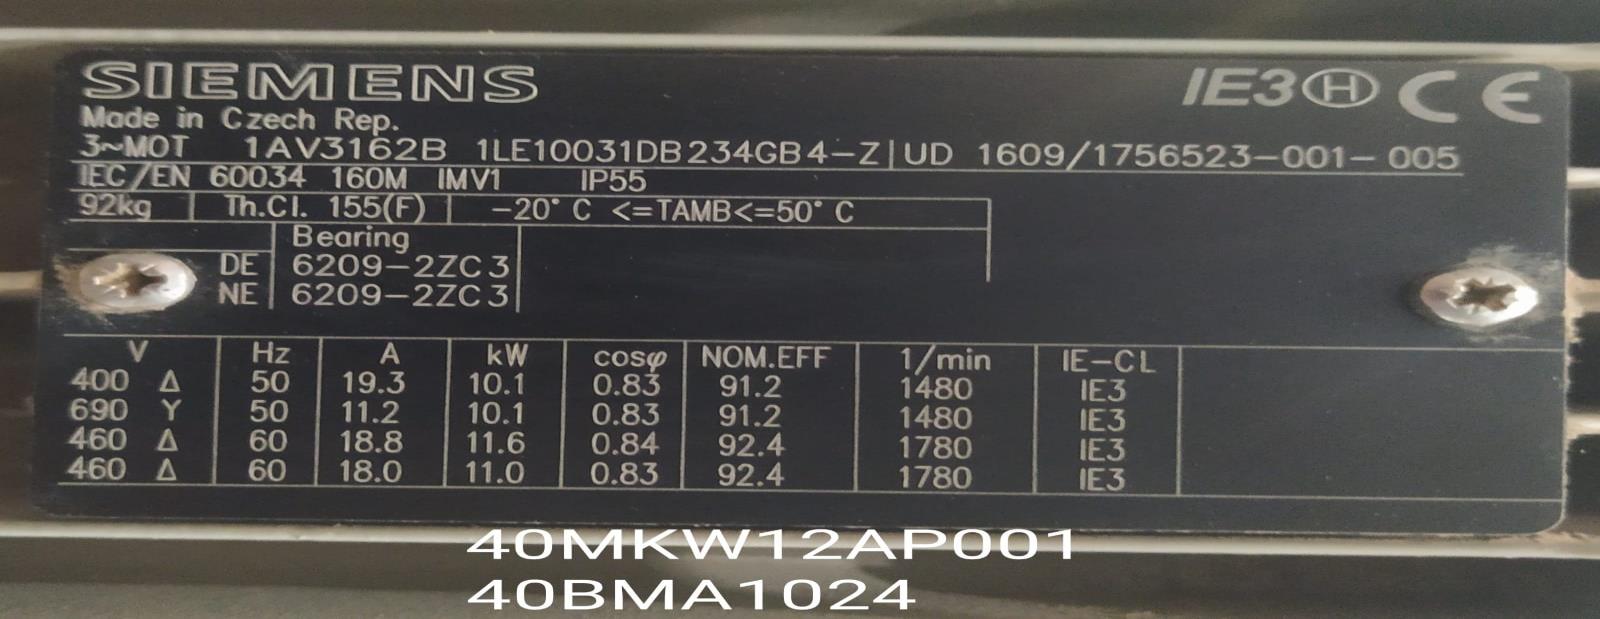 SIEMENS
IE3 H CE
Made in Czech Rep.
3~MOT 1AV3162B 1LE10031DB234GB4-Z | UD 1609/1756523-001-005
IEC/EN 60034 160M IMV1 IP55
92kg Th.Cl. 155(F) -20° C <=TAMB<=50° C
Bearing
DE 6209-2ZC3
NE 6209-2ZC3
V Hz A kW cosφ NOM.EFF 1/min IE-CL
400 Δ 50 19.3 10.1 0.83 91.2 1480 IE3
690 Y 50 11.2 10.1 0.83 91.2 1480 IE3
460 Δ 60 18.8 11.6 0.84 92.4 1780 IE3
460 Δ 60 18.0 11.0 0.83 92.4 1780 IE3
40MKW12AP001
40BMA1024